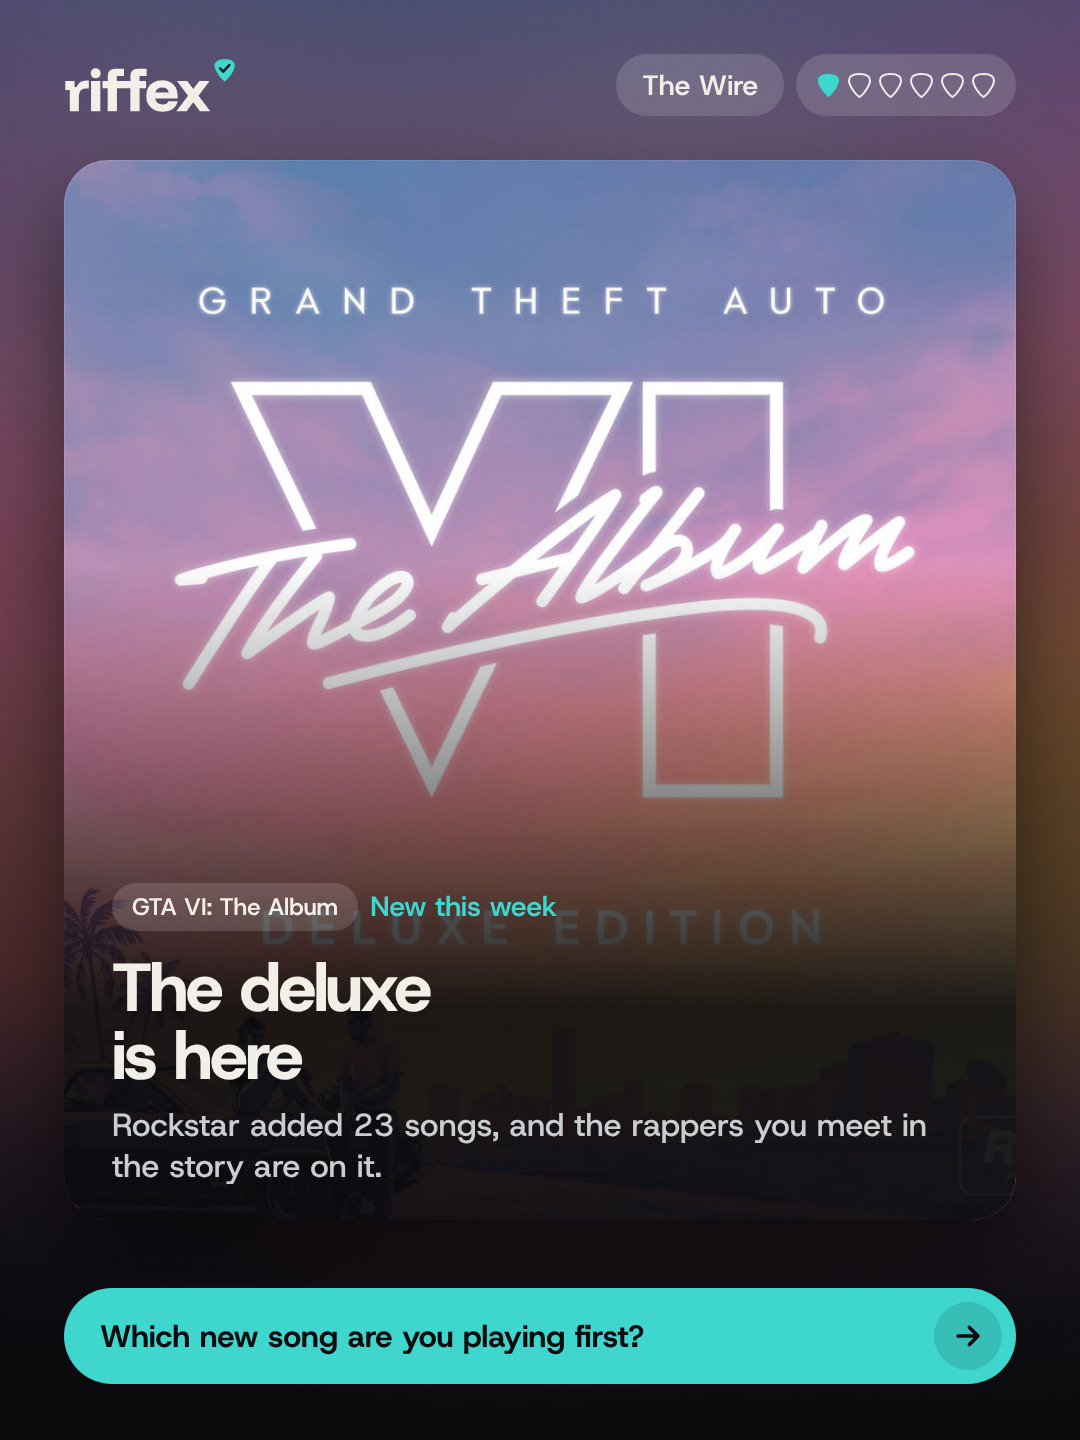 riffex
The Wire
GRAND THEFT AUTO
VI
The Album
GTA VI: The Album
New this week
DELUXE EDITION
The deluxe
is here
Rockstar added 23 songs, and the rappers you meet in
the story are on it.
R
Which new song are you playing first?